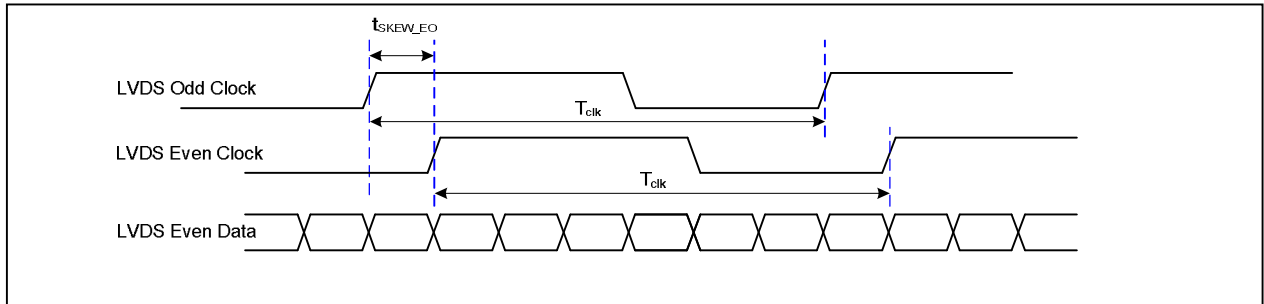 tSKEW_EO
LVDS Odd Clock
Tclk
LVDS Even Clock
Tclk
LVDS Even Data